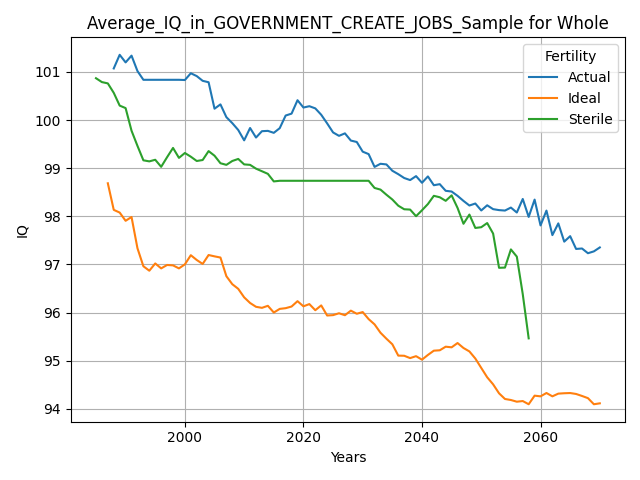 Average_IQ_in_GOVERNMENT_CREATE_JOBS_Sample for Whole
Fertility
Actual
Ideal
Sterile
101
100
99
98
97
96
95
94
IQ
2000
2020
2040
2060
Years